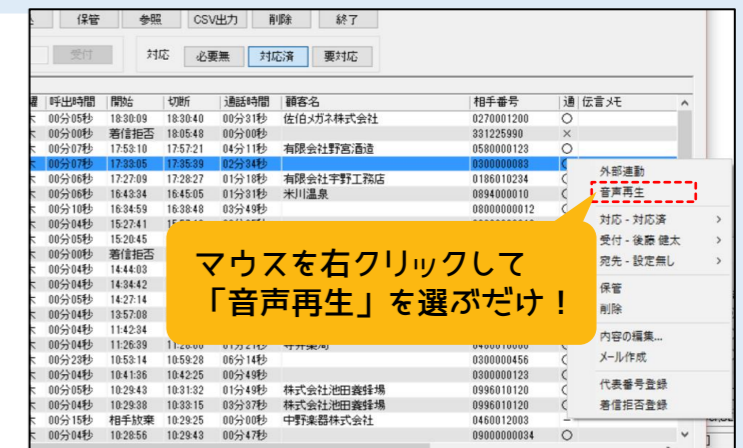 保管 参照 CSV出力 削除 終了
受付 対応 必要無 対応済 要対応
呼出時間 開始 切断 通話時間 顧客名 相手番号 通 伝言メモ
木 00分05秒 18:30:09 18:30:40 00分31秒 佐伯メガネ株式会社 0270001200 ○
木 00分00秒 着信拒否 18:05:48 00分00秒 331225990 ×
木 00分07秒 17:53:10 17:57:21 04分11秒 有限会社野宮酒造 0580000123 ○
木 00分07秒 17:33:05 17:35:39 02分34秒 0300000083
木 00分06秒 17:27:09 17:28:27 01分18秒 有限会社宇野工務店 0186010234
木 00分06秒 16:43:34 16:45:05 01分31秒 米川温泉 0894000010
木 00分10秒 16:34:59 16:38:48 03分49秒 08000000012
木 00分04秒 15:27:41
木 00分05秒 15:20:45
木 00分00秒 着信拒否
木 00分04秒 14:44:03
木 00分04秒 14:34:42
木 00分05秒 14:27:14
木 00分04秒 13:57:08
木 00分04秒 11:42:34
木 00分04秒 11:26:39
木 00分23秒 10:53:14 10:59:28 06分14秒 0300000456
木 00分04秒 10:41:36 10:42:25 00分49秒 0300000123
木 00分05秒 10:29:43 10:31:32 01分49秒 株式会社池田養蜂場 0996010120
木 00分04秒 10:29:38 10:33:15 03分37秒 株式会社池田養蜂場 0996010120
木 00分15秒 相手放棄 10:29:25 00分00秒 中野楽器株式会社 0460012003 −
木 00分04秒 10:28:56 10:29:43 00分47秒 09000000034 ○
外部連動
音声再生
対応 - 対応済 >
受付 - 後藤 健太 >
宛先 - 設定無し >
保管
削除
内容の編集...
メール作成
代表番号登録
着信拒否登録
マウスを右クリックして
「音声再生」を選ぶだけ！